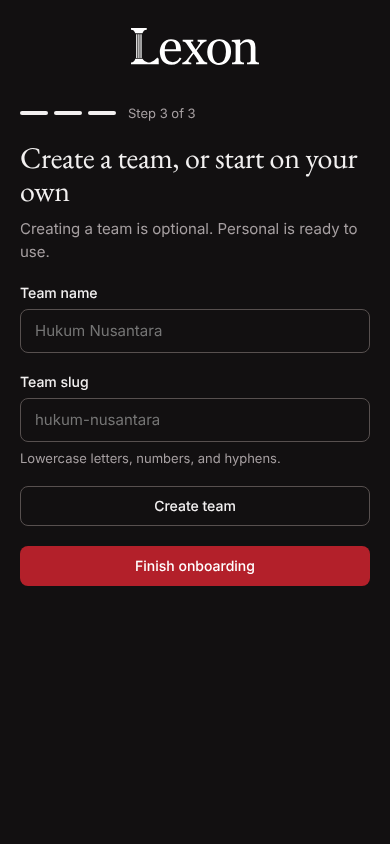 Lexon
Step 3 of 3
Create a team, or start on your
own
Creating a team is optional. Personal is ready to
use.
Team name
Hukum Nusantara
Team slug
hukum-nusantara
Lowercase letters, numbers, and hyphens.
Create team
Finish onboarding